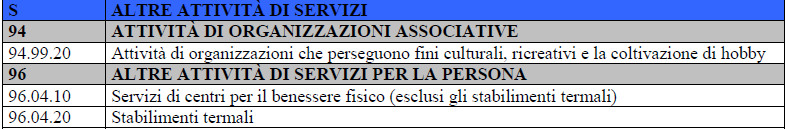 S ALTRE ATTIVITÀ DI SERVIZI
94 ATTIVITÀ DI ORGANIZZAZIONI ASSOCIATIVE
94.99.20 Attività di organizzazioni che perseguono fini culturali, ricreativi e la coltivazione di hobby
96 ALTRE ATTIVITÀ DI SERVIZI PER LA PERSONA
96.04.10 Servizi di centri per il benessere fisico (esclusi gli stabilimenti termali)
96.04.20 Stabilimenti termali